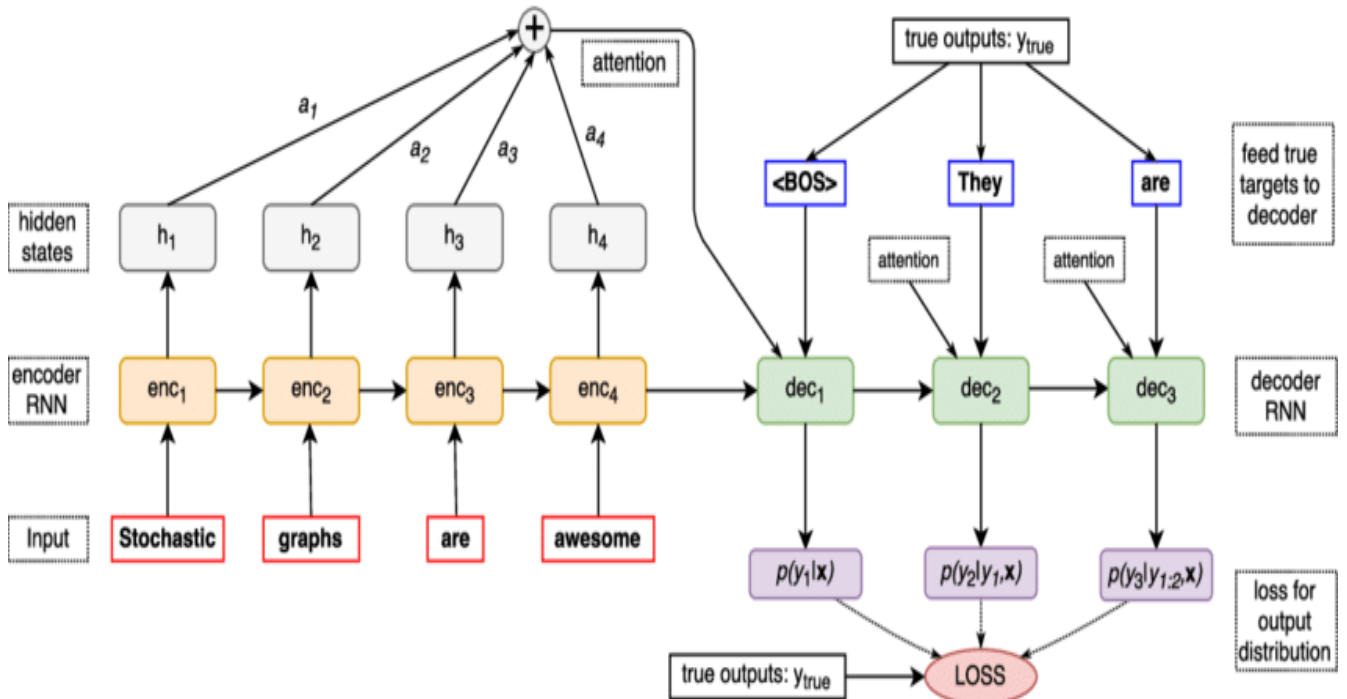 +
attention
true outputs: y_true
a_1
a_2
a_3
a_4
<BOS>
They
are
feed true
targets to
decoder
hidden
states
h_1
h_2
h_3
h_4
attention
attention
encoder
RNN
enc_1
enc_2
enc_3
enc_4
dec_1
dec_2
dec_3
decoder
RNN
Input
Stochastic
graphs
are
awesome
p(y_1|x)
p(y_2|y_1,x)
p(y_3|y_1:2,x)
loss for
output
distribution
true outputs: y_true
LOSS